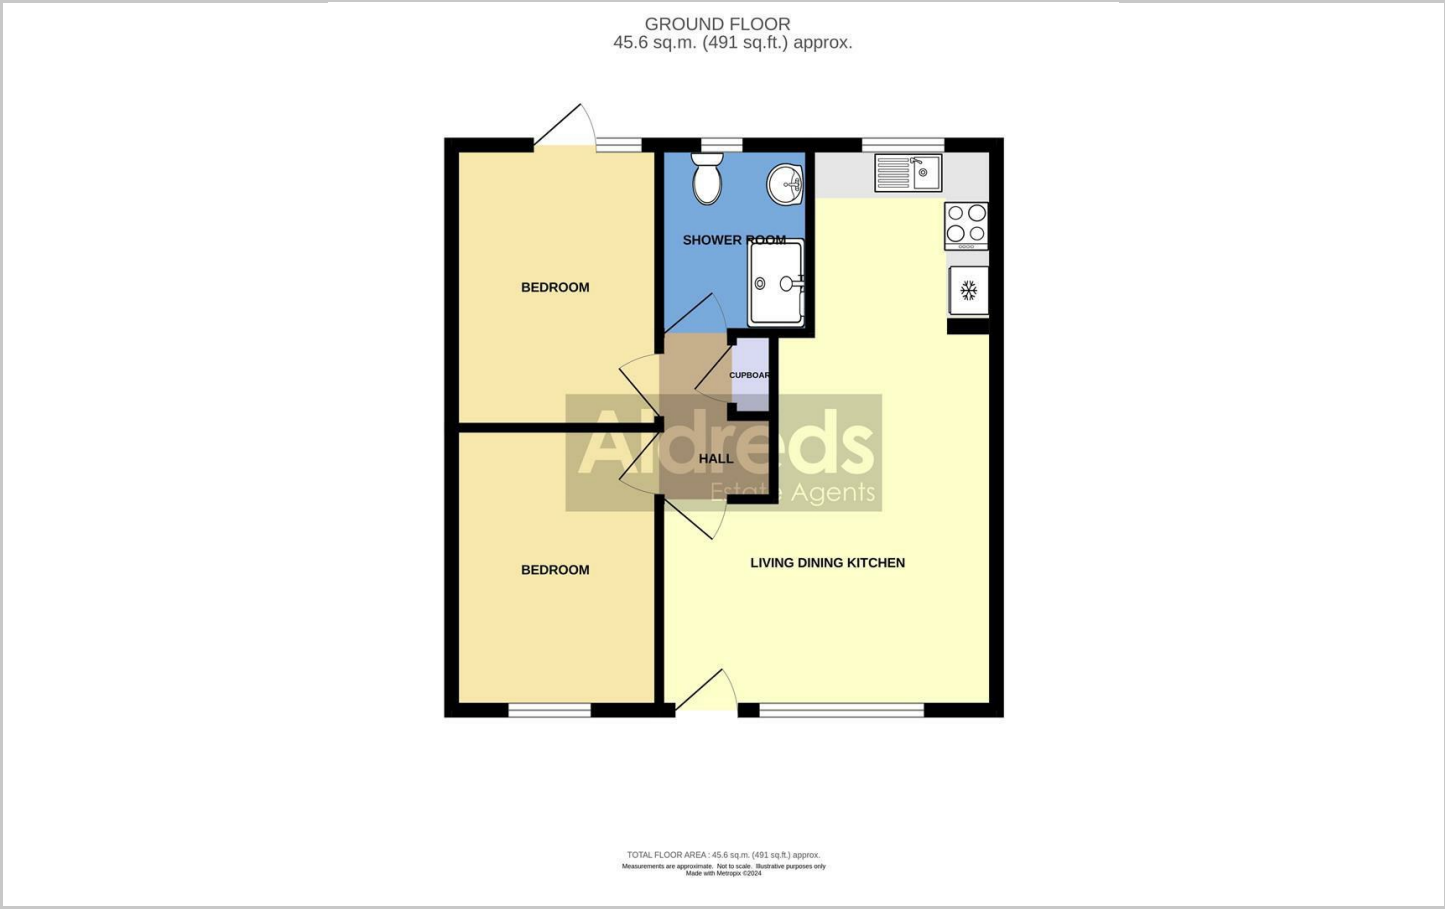 GROUND FLOOR
45.6 sq.m. (491 sq.ft.) approx.
BEDROOM
SHOWER ROOM
CUPBOAR
Aldreds
Estate Agents
HALL
BEDROOM
LIVING DINING KITCHEN
TOTAL FLOOR AREA : 45.6 sq.m. (491 sq.ft.) approx.
Measurements are approximate. Not to scale. Illustrative purposes only
Made with Metropix ©2024